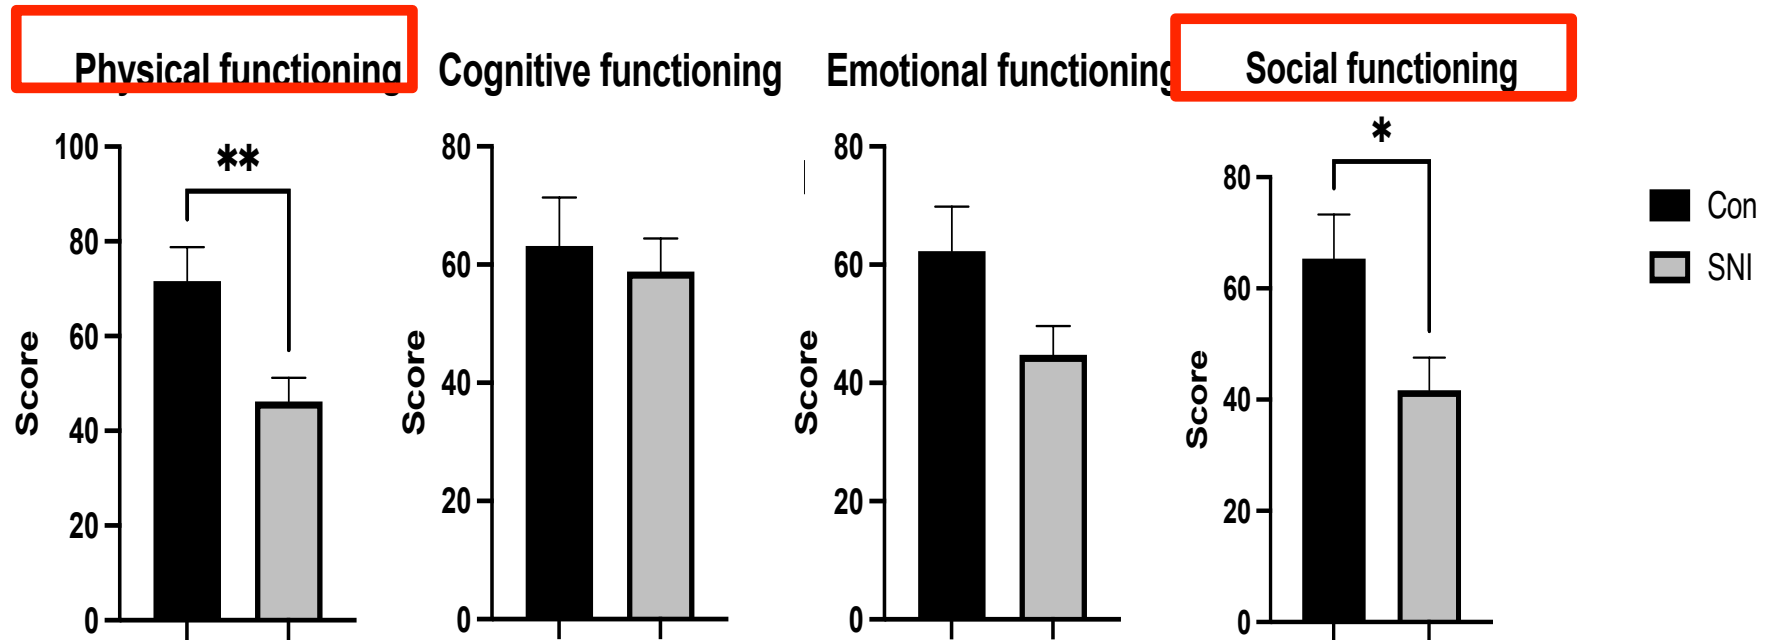 Physical functioning
Cognitive functioning
Emotional functioning
Social functioning
Score
100
80
60
40
20
0
**
Score
80
60
40
20
0
Score
80
60
40
20
0
Score
80
60
40
20
0
*
Con
SNI